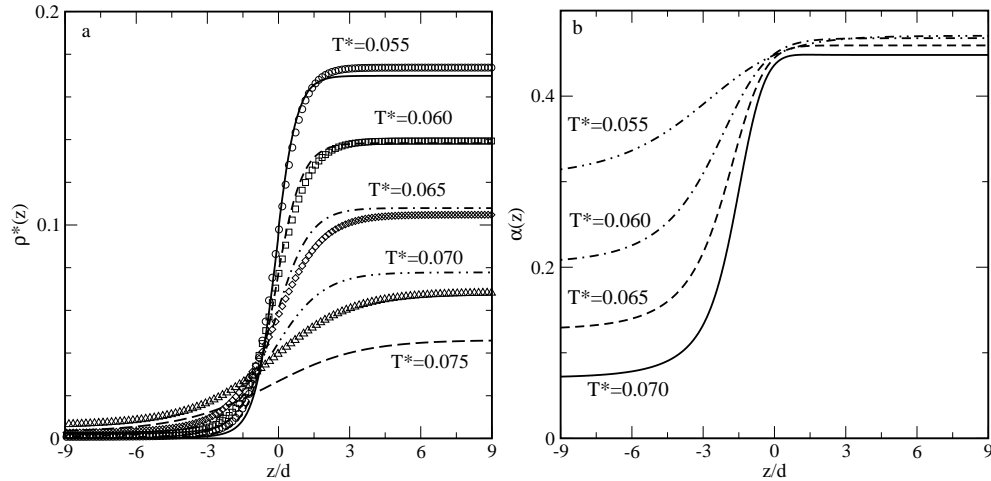 a
T*=0.055
T*=0.060
T*=0.065
T*=0.070
T*=0.075
0.2
0.1
0
ρ*(z)
-9 -6 -3 0 3 6 9
z/d
b
T*=0.055
T*=0.060
T*=0.065
T*=0.070
0.4
0.2
0
α(z)
-9 -6 -3 0 3 6 9
z/d